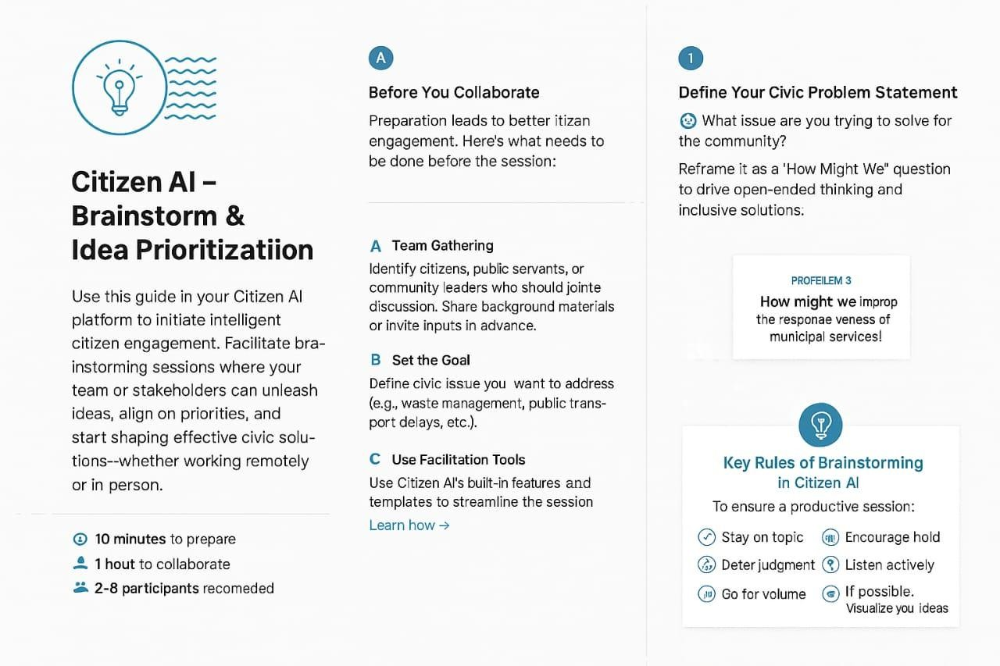 Citizen AI –
Brainstorm &
Idea Prioritizatiion
Use this guide in your Citizen AI
platform to initiate intelligent
citizen engagement. Facilitate bra-
instorming sessions where your
team or stakeholders can unleash
ideas, align on priorities, and
start shaping effective civic solu-
tions--whether working remotely
or in person.
10 minutes to prepare
1 hout to collaborate
2-8 participants recomeded
A
Before You Collaborate
Preparation leads to better itizan
engagement. Here's what needs to
be done before the session:
A Team Gathering
Identify citizens, public servants, or
community leaders who should jointe
discussion. Share background materials
or invite inputs in advance.
B Set the Goal
Define civic issue you want to address
(e.g., waste management, public trans-
port delays, etc.).
C Use Facilitation Tools
Use Citizen AI's built-in features and
templates to streamline the session
Learn how →
1
Define Your Civic Problem Statement
What issue are you trying to solve for
the community?
Reframe it as a 'How Might We" question
to drive open-ended thinking and
inclusive solutions:
PROFEILEM 3
How might we improp
the responae veness of
municipal services!
Key Rules of Brainstorming
in Citizen AI
To ensure a productive session:
Stay on topic
Encourage hold
Deter judgment
Listen actively
Go for volume
If possible.
Visualize you ideas